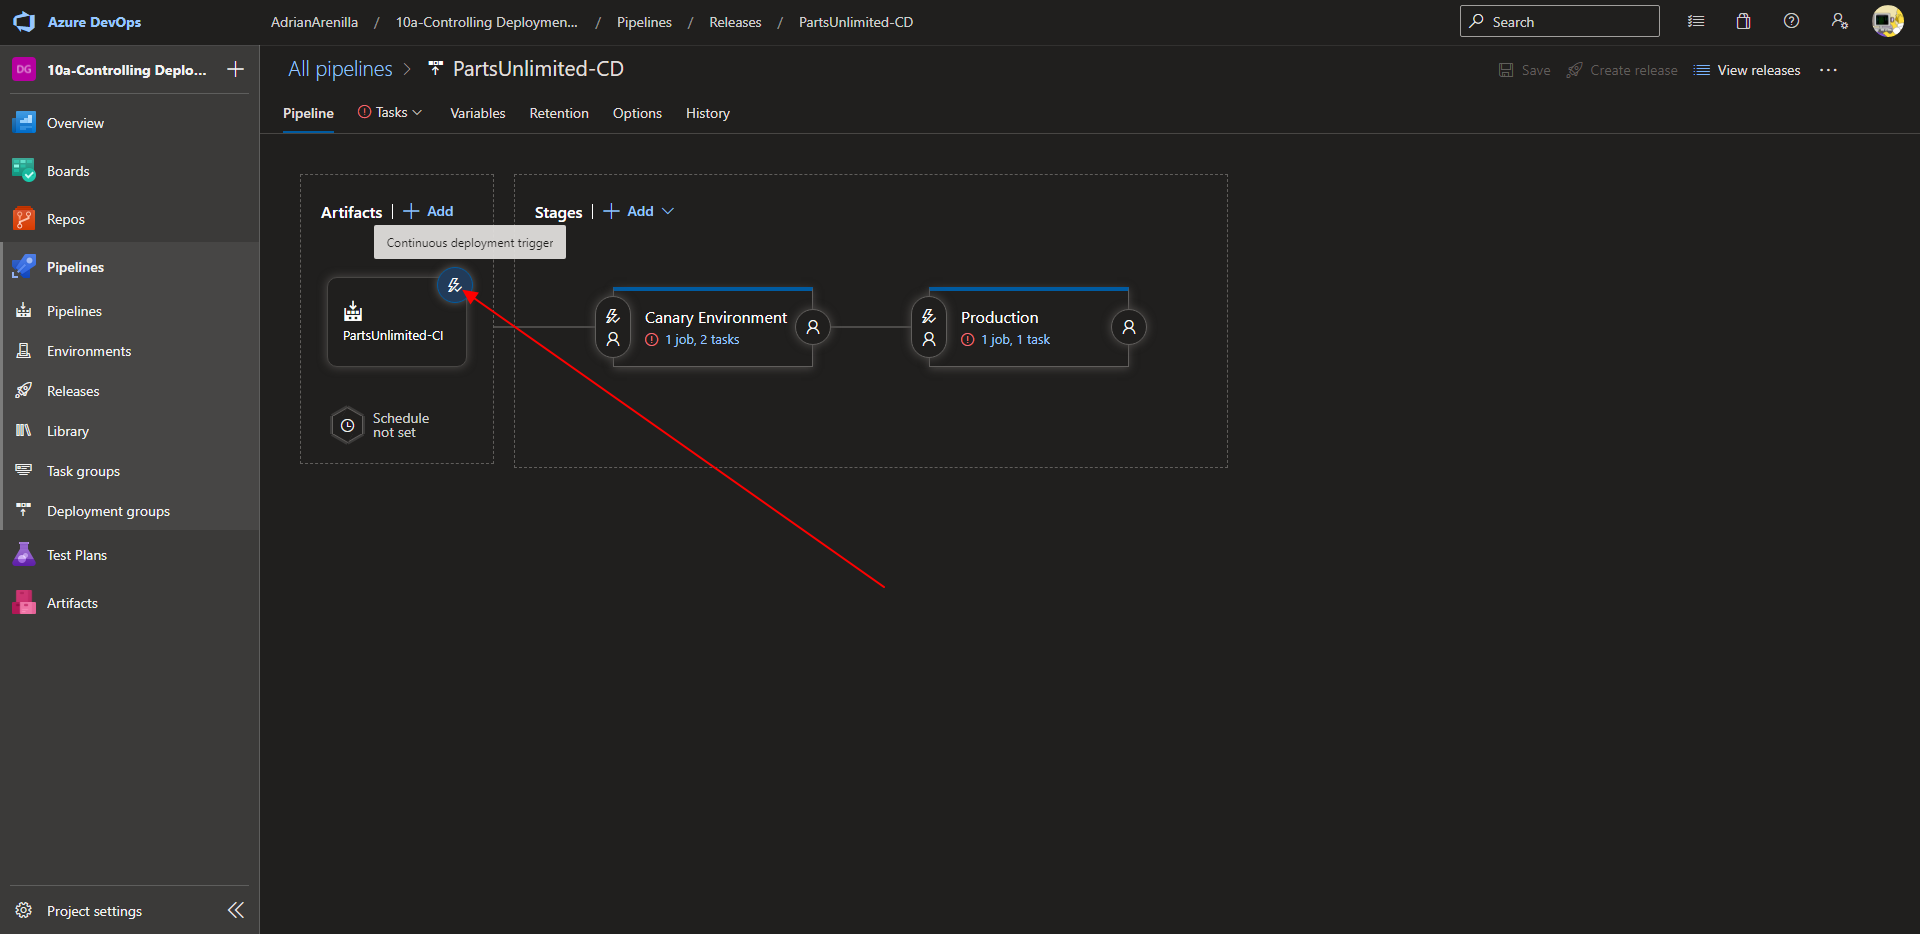 Azure DevOps
AdrianArenilla / 10a-Controlling Deploymen... / Pipelines / Releases / PartsUnlimited-CD
Search
DG
10a-Controlling Deplo...
Overview
Boards
Repos
Pipelines
Pipelines
Environments
Releases
Library
Task groups
Deployment groups
Test Plans
Artifacts
Project settings
All pipelines > PartsUnlimited-CD
Save
Create release
View releases
Pipeline
Tasks
Variables
Retention
Options
History
Artifacts | + Add
Continuous deployment trigger
PartsUnlimited-CI
Schedule
not set
Stages | + Add
Canary Environment
1 job, 2 tasks
Production
1 job, 1 task